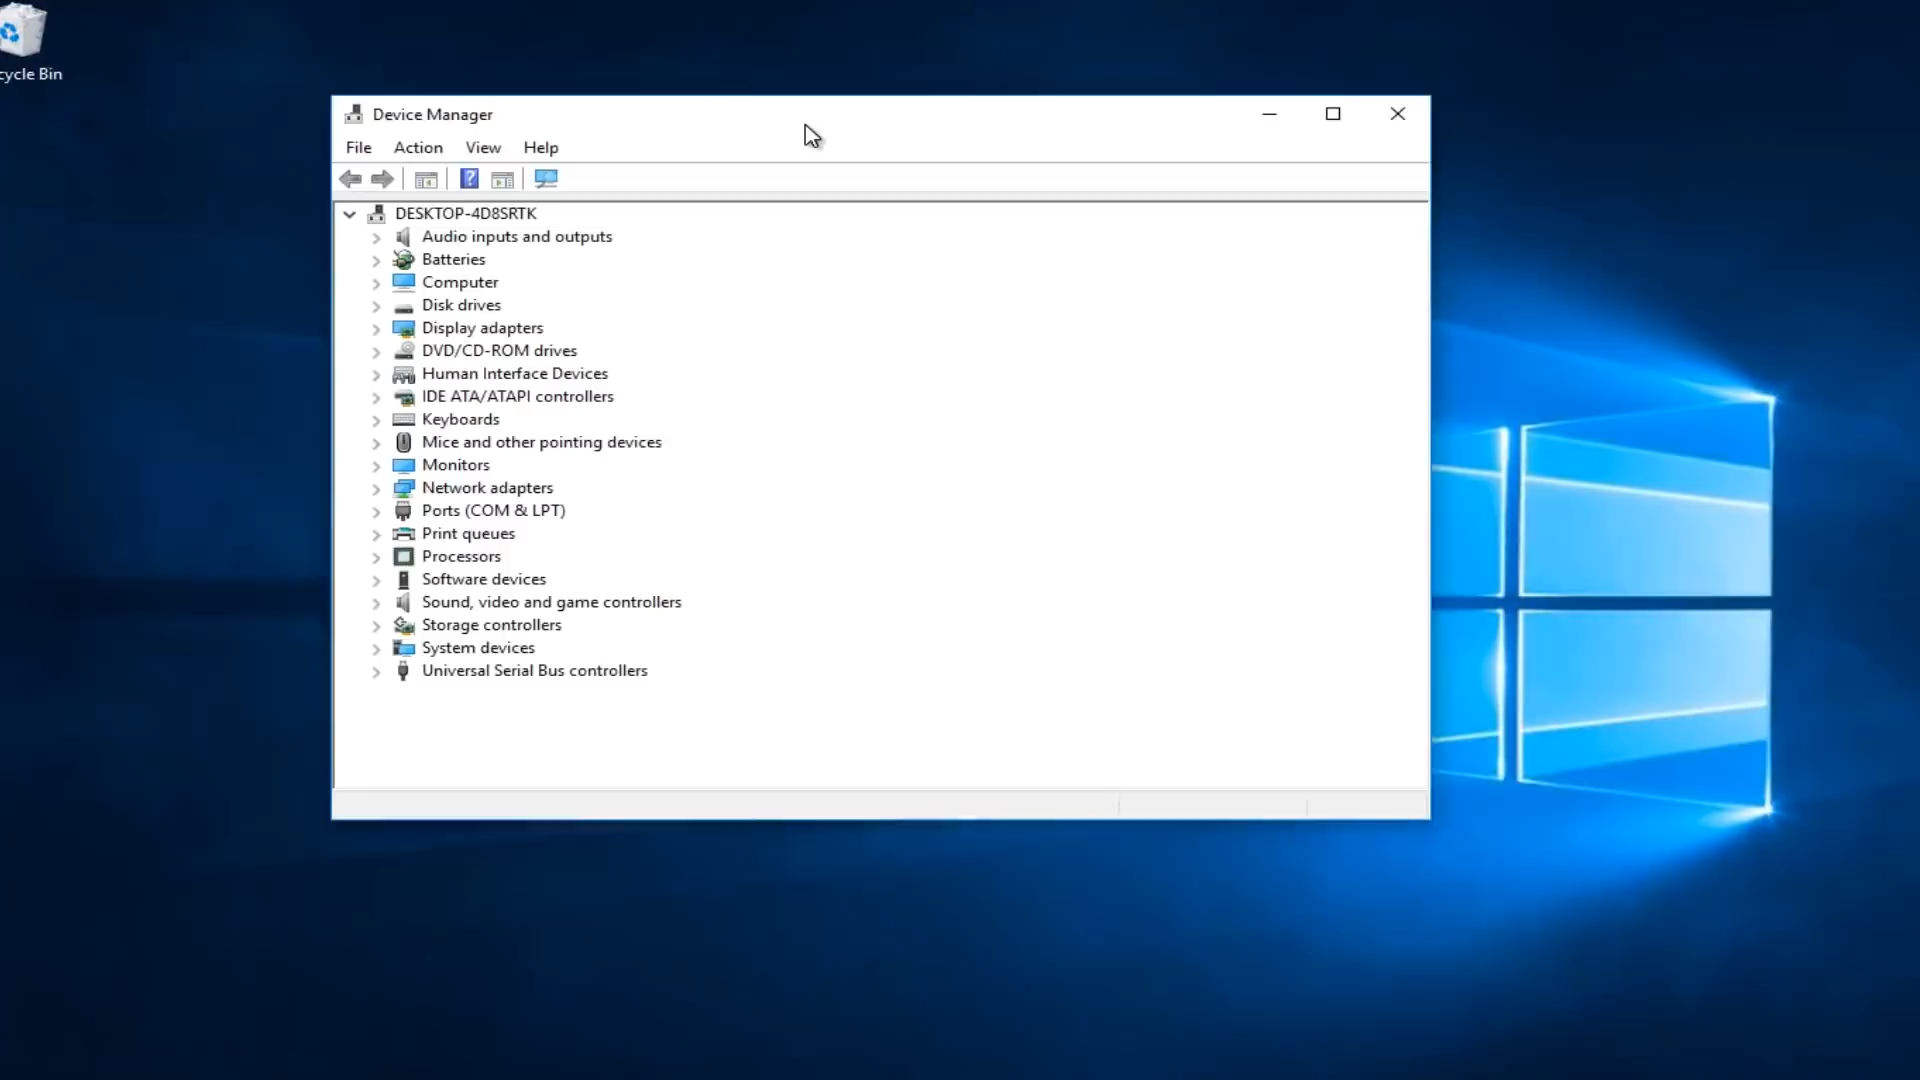 cycle Bin
Device Manager
File Action View Help
DESKTOP-4D8SRTK
Audio inputs and outputs
Batteries
Computer
Disk drives
Display adapters
DVD/CD-ROM drives
Human Interface Devices
IDE ATA/ATAPI controllers
Keyboards
Mice and other pointing devices
Monitors
Network adapters
Ports (COM & LPT)
Print queues
Processors
Software devices
Sound, video and game controllers
Storage controllers
System devices
Universal Serial Bus controllers